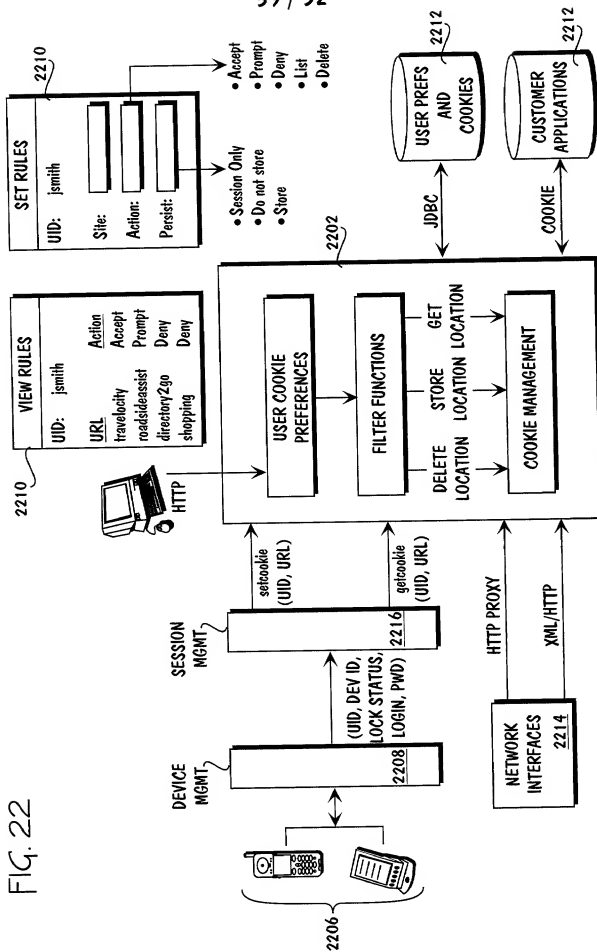 39/52
FIG. 22
2206
DEVICE
MGMT
2208
(UID, DEV ID,
LOCK STATUS,
LOGIN, PWD)
SESSION
MGMT
2216
setcookie
(UID, URL)
getcookie
(UID, URL)
NETWORK
INTERFACES
2214
HTTP PROXY
XML/HTTP
HTTP
2210
VIEW RULES
UID: jsmith
URL Action
travelocity Accept
roadsideassist Prompt
directory2go Deny
shopping Deny
SET RULES
2210
UID: jsmith
Site:
Action:
Persist:
• Accept
• Prompt
• Deny
• List
• Delete
• Session Only
• Do not store
• Store
2202
USER COOKIE
PREFERENCES
FILTER FUNCTIONS
DELETE
LOCATION
STORE
LOCATION
GET
LOCATION
COOKIE MANAGEMENT
JDBC
COOKIE
USER PREFS
AND
COOKIES
2212
CUSTOMER
APPLICATIONS
2212